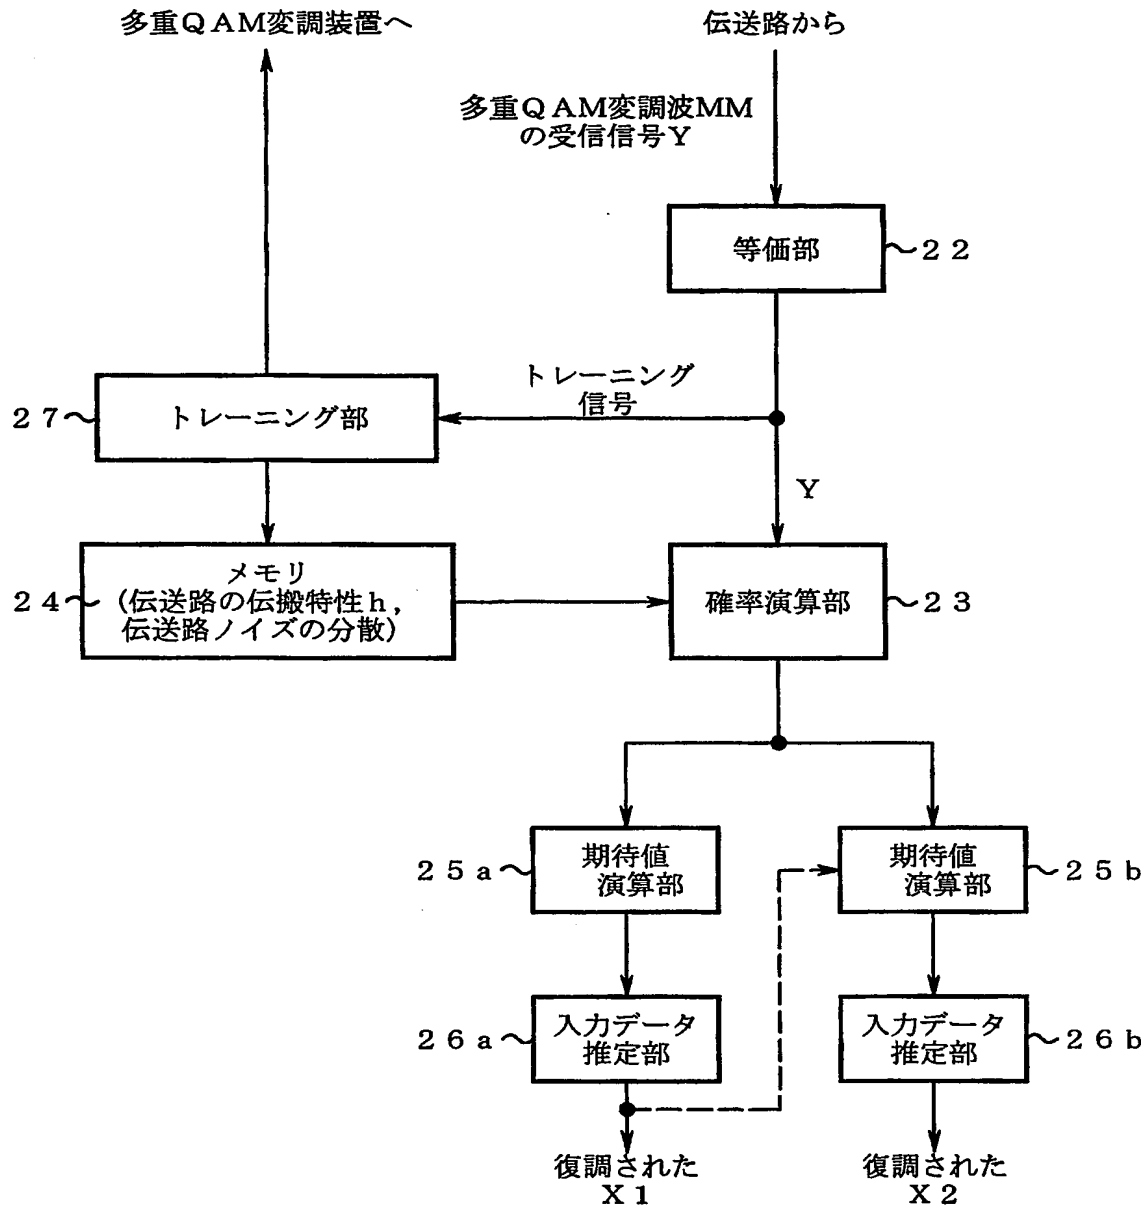 多重QAM変調装置へ
伝送路から
多重QAM変調波MM
の受信信号Y
等価部
22
トレーニング
信号
27
トレーニング部
Y
メモリ
(伝送路の伝搬特性h,
伝送路ノイズの分散)
24
確率演算部
23
25a
期待値
演算部
期待値
演算部
25b
26a
入力データ
推定部
入力データ
推定部
26b
復調された
X1
復調された
X2